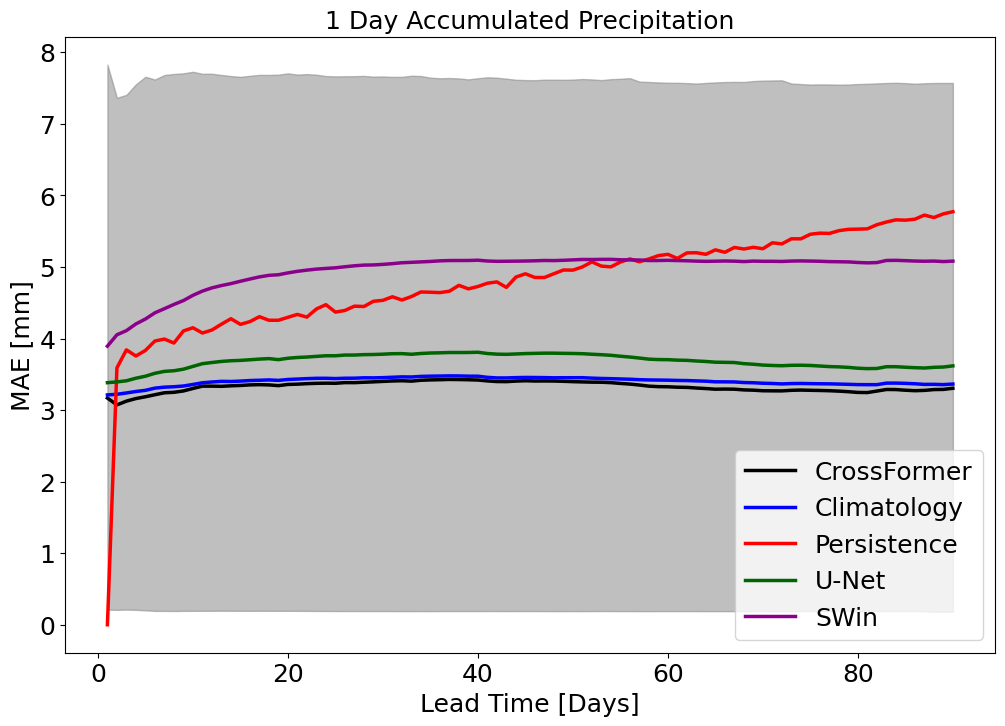 1 Day Accumulated Precipitation
8
7
6
5
4
3
2
1
0
MAE [mm]
CrossFormer
Climatology
Persistence
U-Net
SWin
0 20 40 60 80
Lead Time [Days]